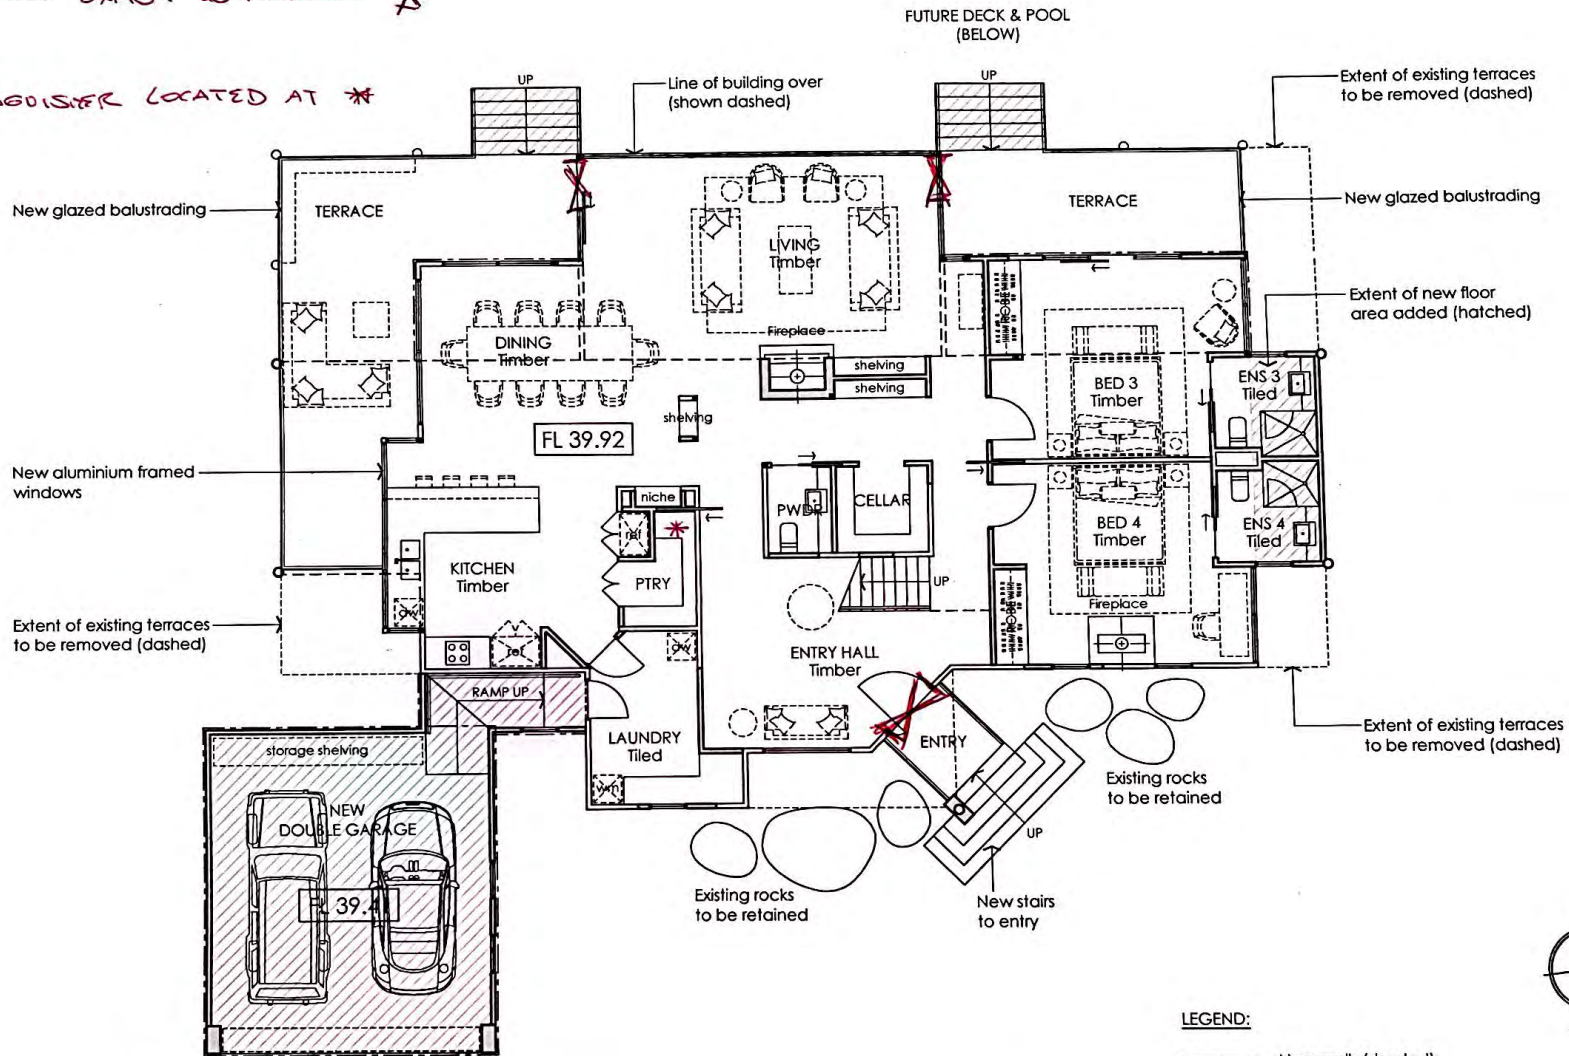 FUTURE DECK & POOL
(BELOW)
LOCATED AT *
UP
Line of building over
(shown dashed)
UP
Extent of existing terraces
to be removed (dashed)
New glazed balustrading
TERRACE
LIVING
Timber
TERRACE
New glazed balustrading
ROBE
Extent of new floor
area added (hatched)
Fireplace
DINING
Timber
shelving
shelving
BED 3
Timber
ENS 3
Tiled
shelving
FL 39.92
New aluminium framed
windows
niche
PWDR
CELLAR
BED 4
Timber
ENS 4
Tiled
ref
*
KITCHEN
Timber
PTRY
UP
dw
ROBE
Fireplace
Extent of existing terraces
to be removed (dashed)
ref
dw
ENTRY HALL
Timber
RAMP UP
storage shelving
LAUNDRY
Tiled
wm
ENTRY
Extent of existing terraces
to be removed (dashed)
Existing rocks
to be retained
NEW
DOUBLE GARAGE
UP
39.4
Existing rocks
to be retained
New stairs
to entry
LEGEND: